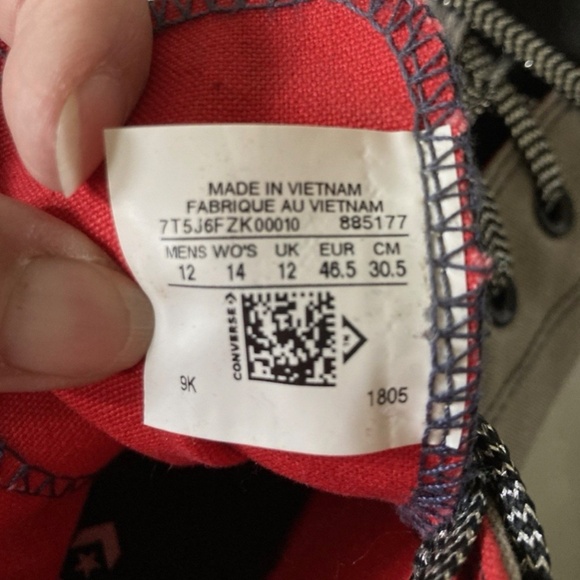 MADE IN VIETNAM
FABRIQUE AU VIETNAM
7T5J6FZK00010 885177
MENS WO'S UK EUR CM
12 14 12 46.5 30.5
CONVERSE
9K
1805